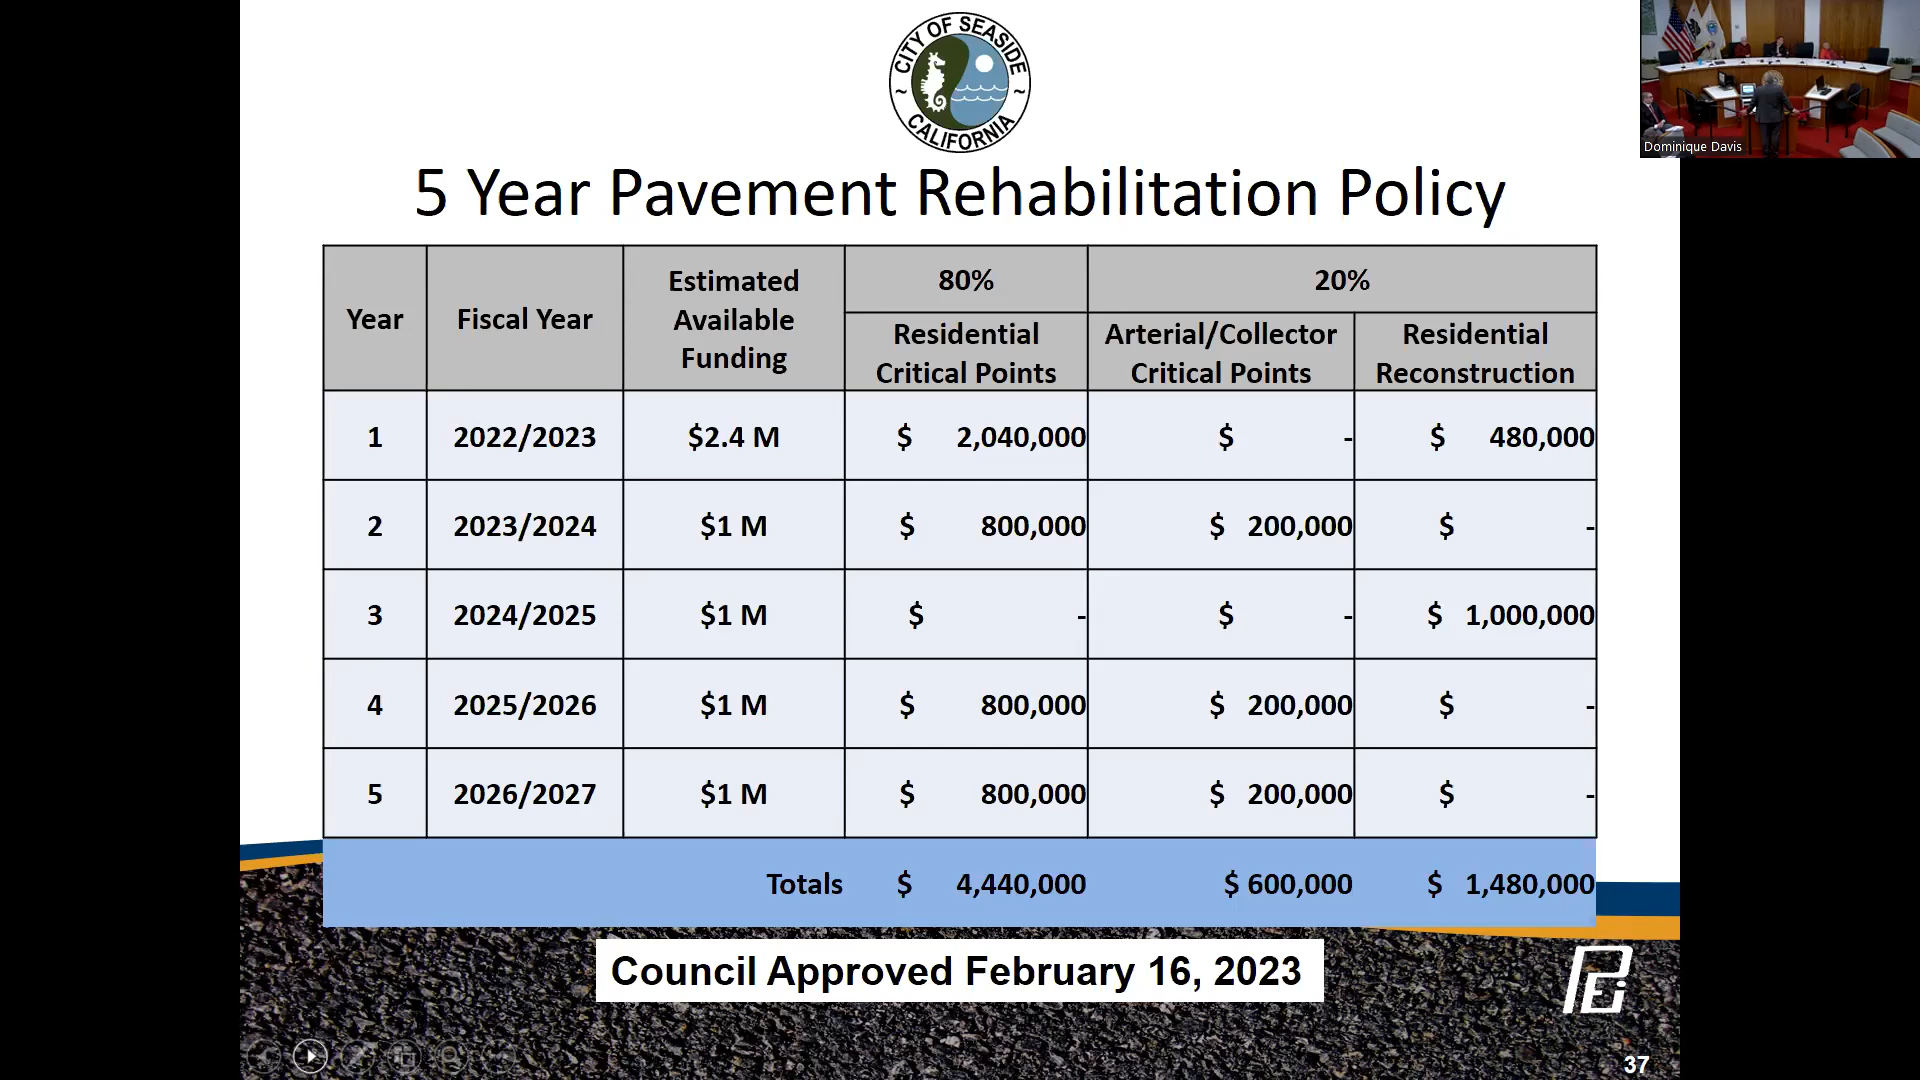 CITY OF SEASIDE
~ ~
CALIFORNIA
Dominique Davis
5 Year Pavement Rehabilitation Policy
Year Fiscal Year Estimated Available Funding 80% 20%
Residential Critical Points Arterial/Collector Critical Points Residential Reconstruction
1 2022/2023 $2.4 M $ 2,040,000 $ - $ 480,000
2 2023/2024 $1 M $ 800,000 $ 200,000 $ -
3 2024/2025 $1 M $ - $ - $ 1,000,000
4 2025/2026 $1 M $ 800,000 $ 200,000 $ -
5 2026/2027 $1 M $ 800,000 $ 200,000 $ -
Totals $ 4,440,000 $ 600,000 $ 1,480,000
Council Approved February 16, 2023
PEi
37